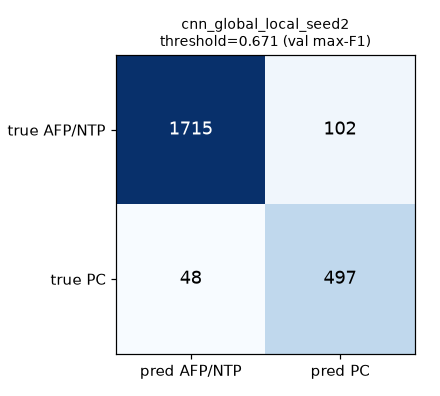 cnn_global_local_seed2
threshold=0.671 (val max-F1)
true AFP/NTP 1715 102
true PC 48 497
pred AFP/NTP pred PC